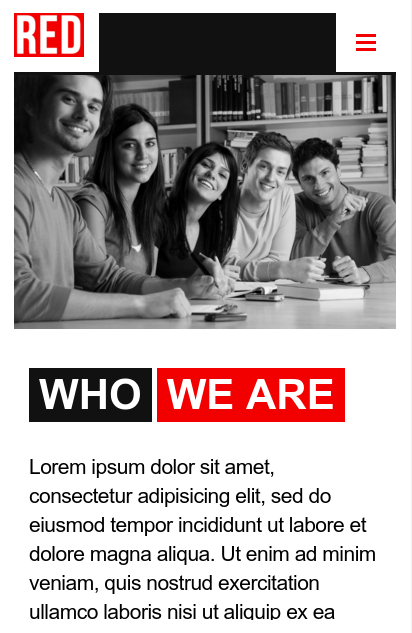 RED
WHO WE ARE
Lorem ipsum dolor sit amet,
consectetur adipisicing elit, sed do
eiusmod tempor incididunt ut labore et
dolore magna aliqua. Ut enim ad minim
veniam, quis nostrud exercitation
ullamco laboris nisi ut aliquip ex ea